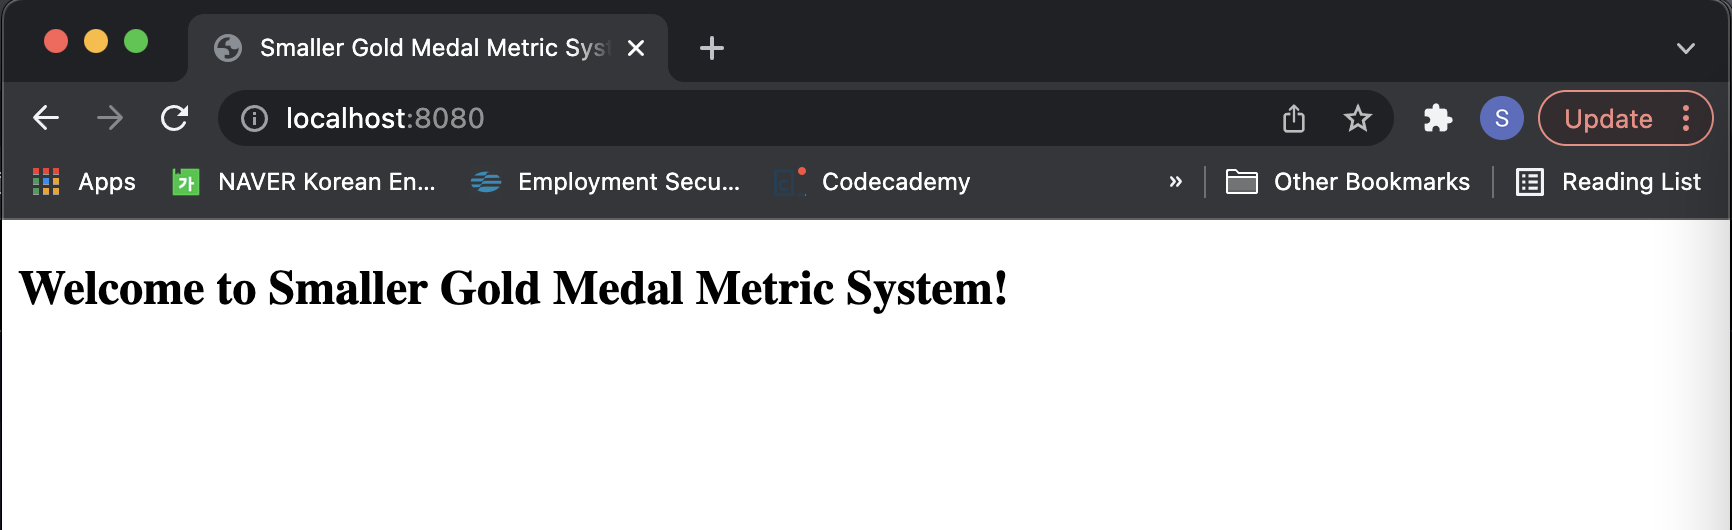 Smaller Gold Medal Metric Syst
localhost:8080
S
Update
Apps
가
NAVER Korean En...
Employment Secu...
Codecademy
»
Other Bookmarks
Reading List
Welcome to Smaller Gold Medal Metric System!